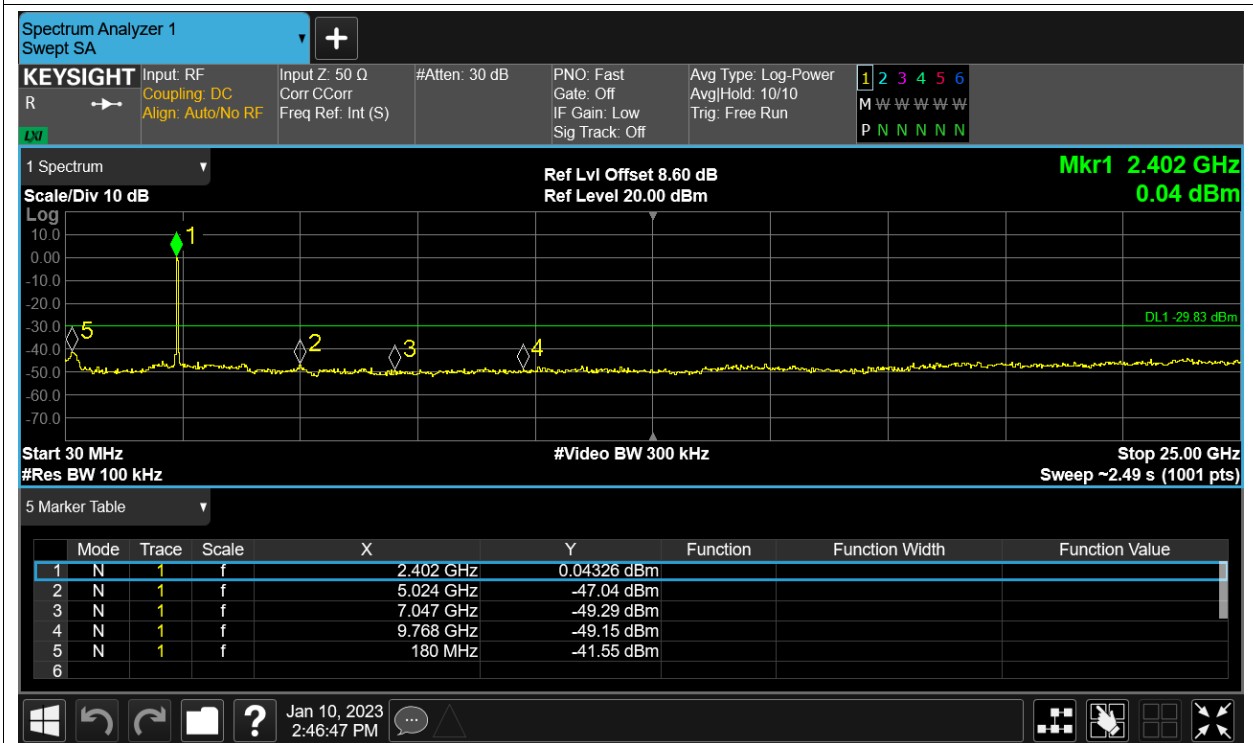 Spectrum Analyzer 1
Swept SA
▼
+
KEYSIGHT
R
LXI
Input: RF
Coupling: DC
Align: Auto/No RF
Input Z: 50 Ω
Corr CCorr
Freq Ref: Int (S)
#Atten: 30 dB
PNO: Fast
Gate: Off
IF Gain: Low
Sig Track: Off
Avg Type: Log-Power
Avg|Hold: 10/10
Trig: Free Run
1 2 3 4 5 6
M W W W W W
P N N N N N
1 Spectrum ▼
Scale/Div 10 dB
Ref Lvl Offset 8.60 dB
Ref Level 20.00 dBm
Mkr1 2.402 GHz
0.04 dBm
Log
10.0
0.00
-10.0
-20.0
-30.0
-40.0
-50.0
-60.0
-70.0
1
5
2
3
4
DL1 -29.83 dBm
Start 30 MHz
#Res BW 100 kHz
#Video BW 300 kHz
Stop 25.00 GHz
Sweep ~2.49 s (1001 pts)
5 Marker Table ▼
Mode Trace Scale X Y Function Function Width Function Value
1 N 1 f 2.402 GHz 0.04326 dBm
2 N 1 f 5.024 GHz -47.04 dBm
3 N 1 f 7.047 GHz -49.29 dBm
4 N 1 f 9.768 GHz -49.15 dBm
5 N 1 f 180 MHz -41.55 dBm
6
?
Jan 10, 2023
2:46:47 PM